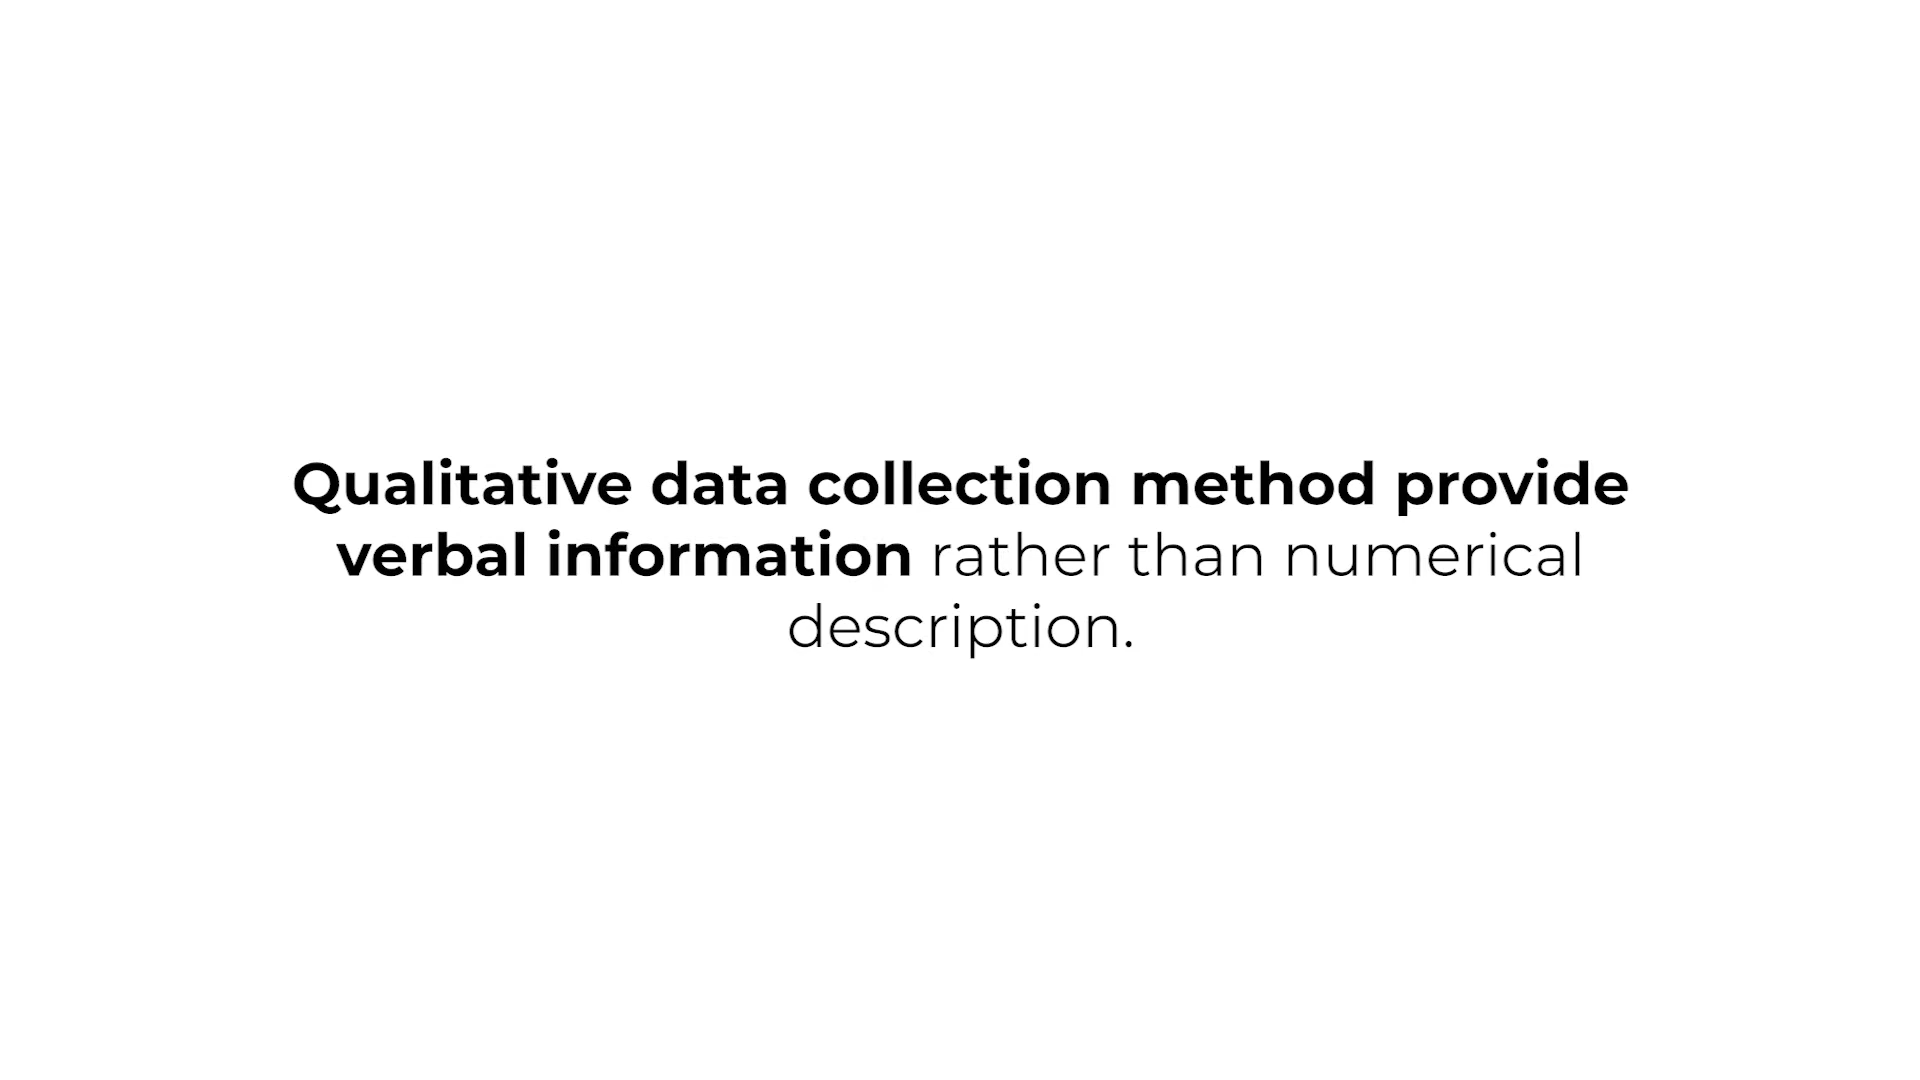 Qualitative data collection method provide
verbal information rather than numerical
description.